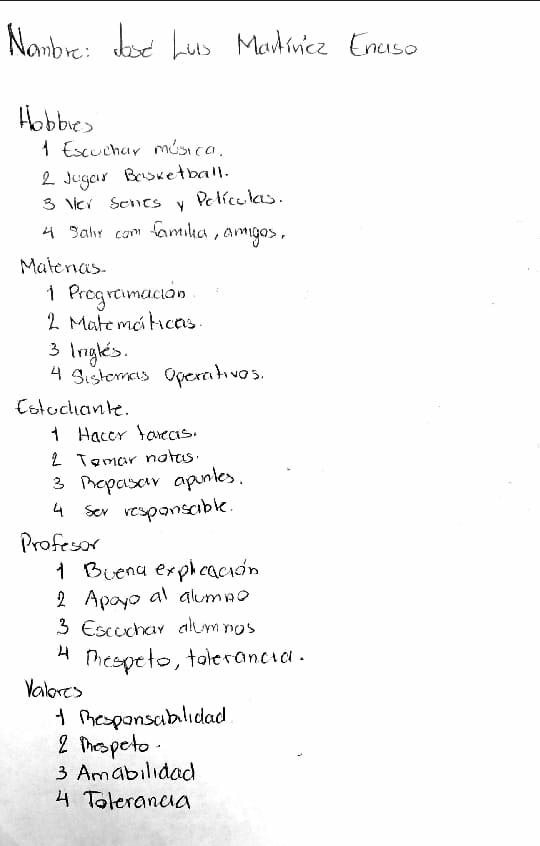 Nombre: José Luis Martínez Enciso
Hobbies
1 Escuchar música.
2 Jugar Basketball.
3 Ver Series y Películas.
4 Salir com familia, amigos,
Materias.
1 Programación
2 Matemáticas.
3 Inglés.
4 Sistemas Operativos.
Estudiante.
1 Hacer tareas.
2 Tomar notas.
3 Repasar apuntes.
4 Ser responsable.
Profesor
1 Buena explicación
2 Apoyo al alumno
3 Escuchar alumnos
4 Respeto, tolerancia.
Valores
1 Responsabilidad
2 Respeto.
3 Amabilidad
4 Tolerancia